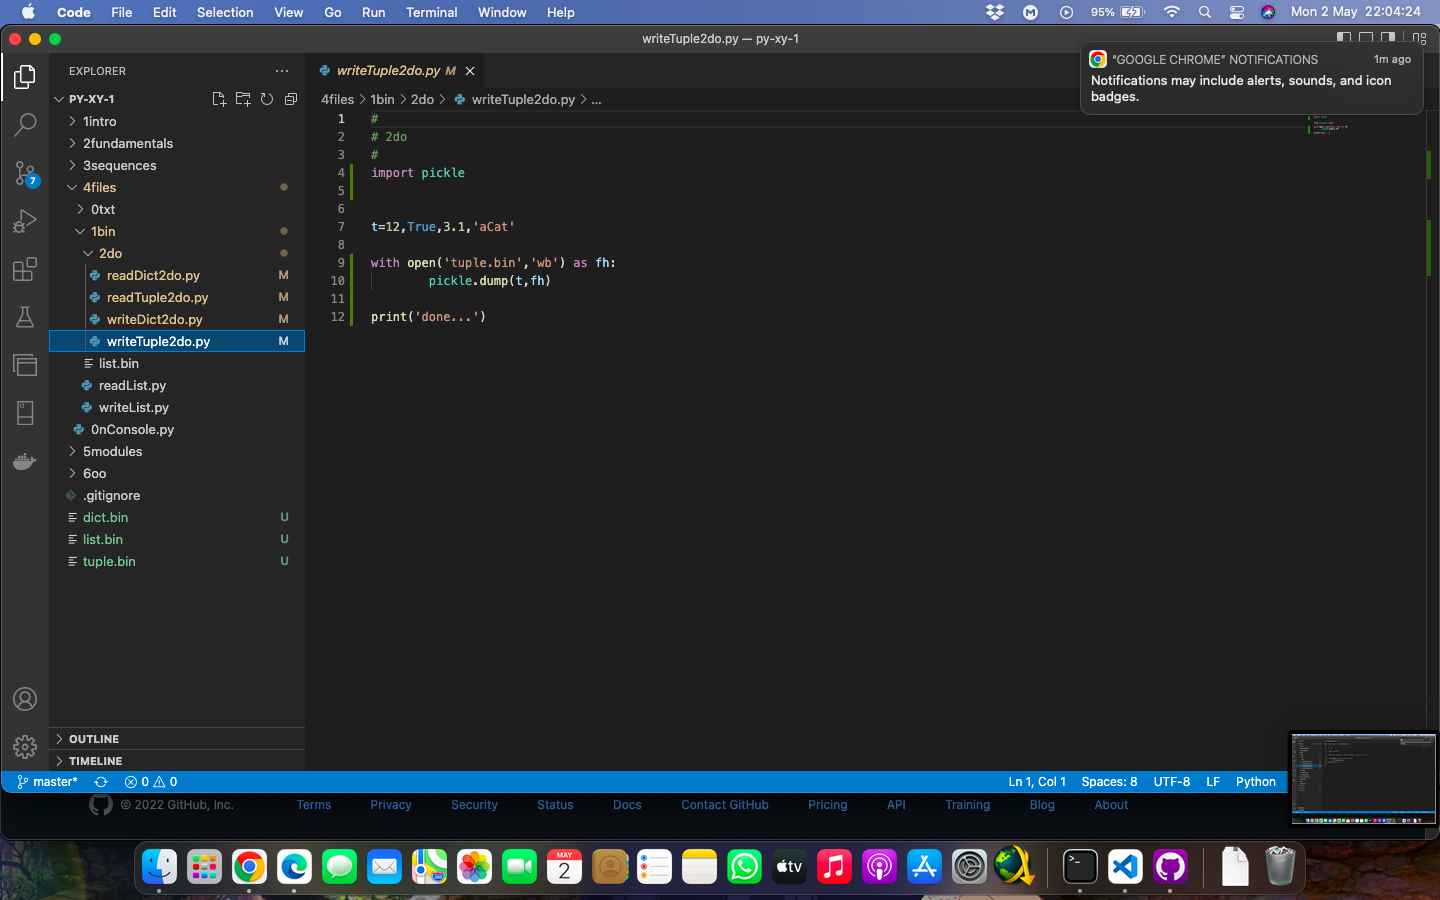 Code File Edit Selection View Go Run Terminal Window Help 95% Mon 2 May 22:04:24
writeTuple2do.py — py-xy-1
"GOOGLE CHROME" NOTIFICATIONS 1m ago
Notifications may include alerts, sounds, and icon
badges.
EXPLORER
PY-XY-1
1intro
2fundamentals
3sequences
4files
0txt
1bin
2do
readDict2do.py M
readTuple2do.py M
writeDict2do.py M
writeTuple2do.py M
list.bin
readList.py
writeList.py
0nConsole.py
5modules
6oo
.gitignore
dict.bin U
list.bin U
tuple.bin U
OUTLINE
TIMELINE
7
writeTuple2do.py M
4files > 1bin > 2do > writeTuple2do.py > ...
1 #
2 # 2do
3 #
4 import pickle
5
6
7 t=12,True,3.1,'aCat'
8
9 with open('tuple.bin','wb') as fh:
10 pickle.dump(t,fh)
11
12 print('done...')
master* 0 0 Ln 1, Col 1 Spaces: 8 UTF-8 LF Python
© 2022 GitHub, Inc. Terms Privacy Security Status Docs Contact GitHub Pricing API Training Blog About
MAY
2
tv